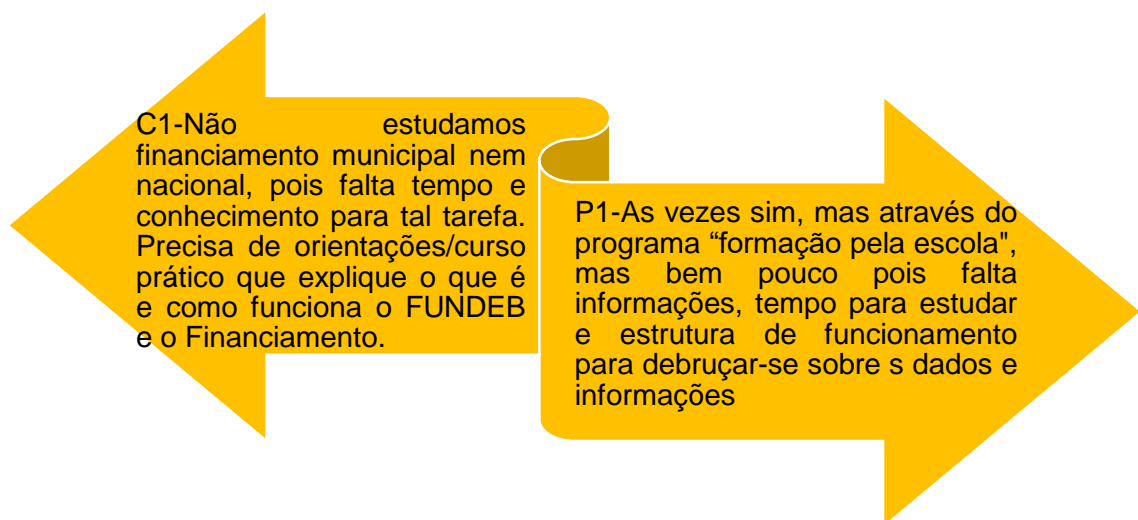 C1-Não estudamos
financiamento municipal nem
nacional, pois falta tempo e
conhecimento para tal tarefa.
Precisa de orientações/curso
prático que explique o que é
e como funciona o FUNDEB
e o Financiamento.
P1-As vezes sim, mas através do
programa “formação pela escola",
mas bem pouco pois falta
informações, tempo para estudar
e estrutura de funcionamento
para debruçar-se sobre s dados e
informações